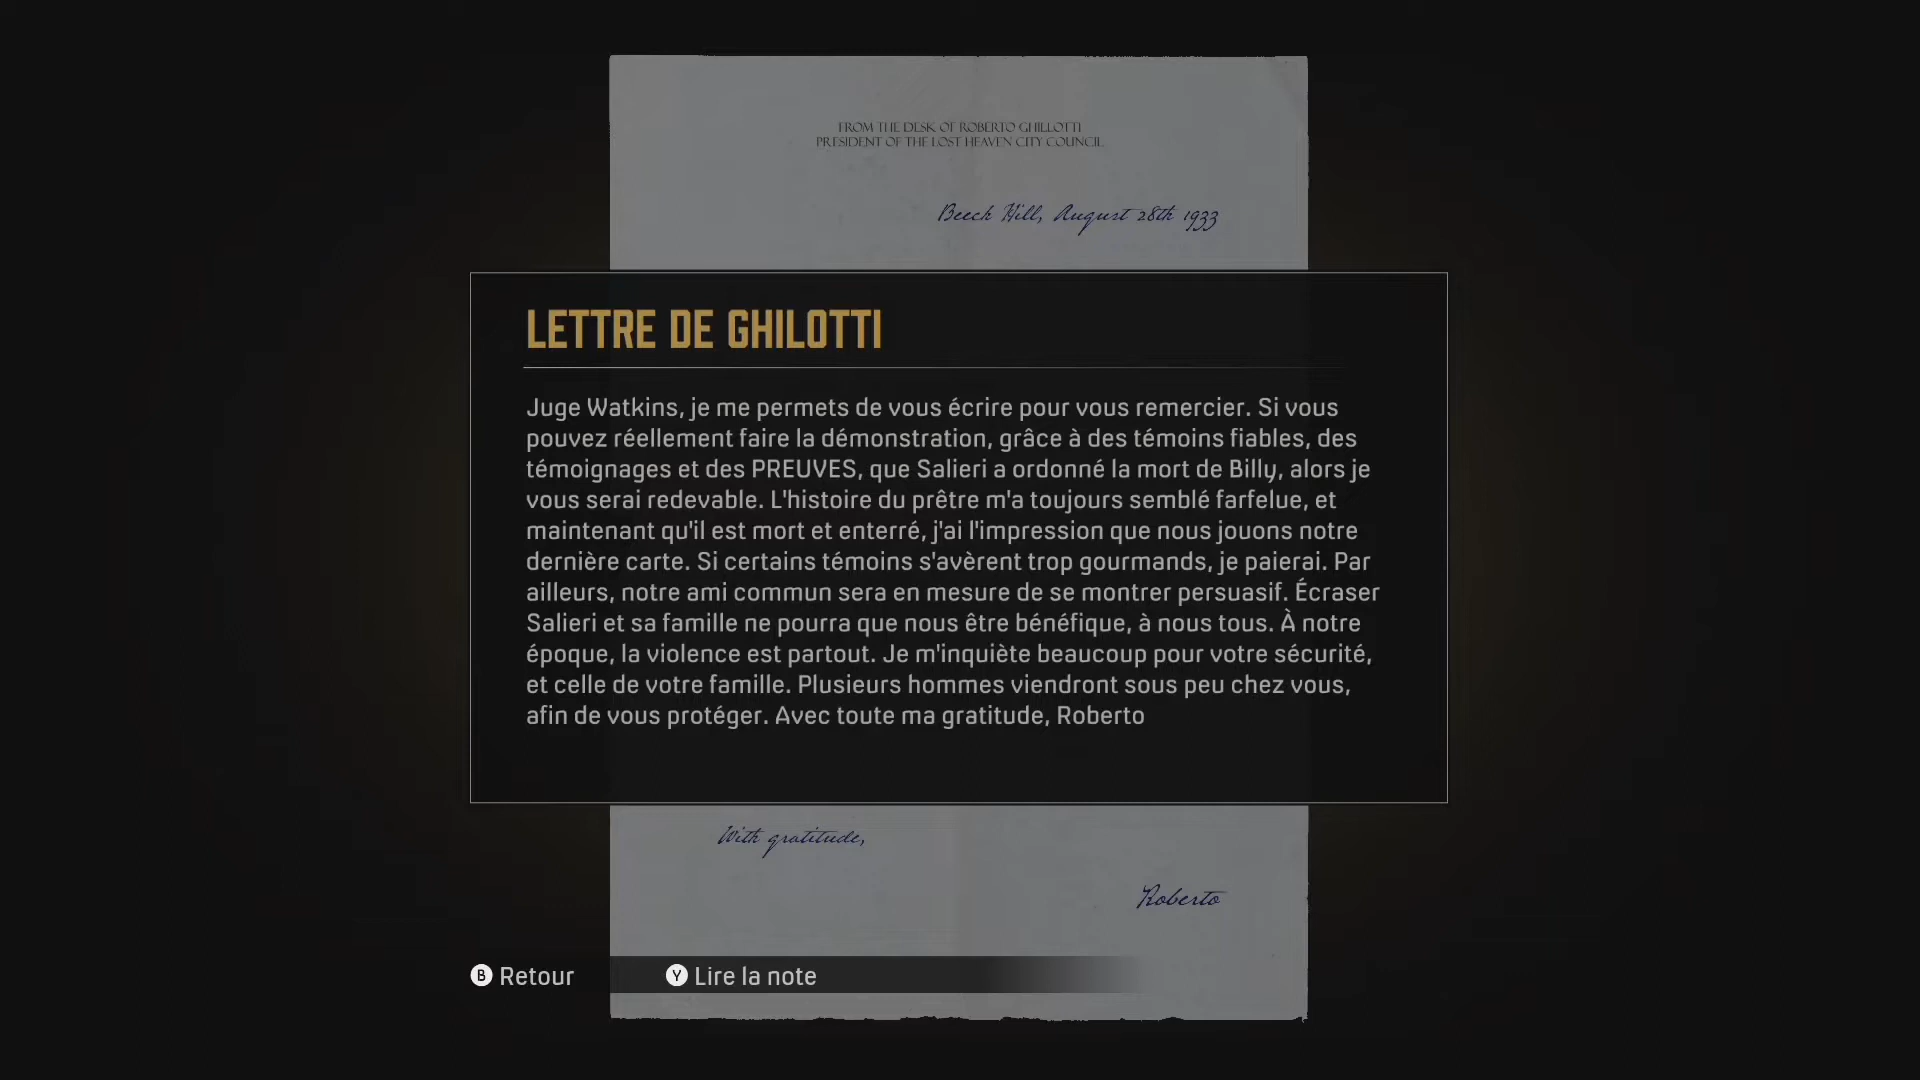 FROM THE DESK OF ROBERTO GHILLOTTI
PRESIDENT OF THE LOST HEAVEN CITY COUNCIL
Beech Hill, August 28th 1933
LETTRE DE GHILOTTI
Juge Watkins, je me permets de vous écrire pour vous remercier. Si vous
pouvez réellement faire la démonstration, grâce à des témoins fiables, des
témoignages et des PREUVES, que Salieri a ordonné la mort de Billy, alors je
vous serai redevable. L'histoire du prêtre m'a toujours semblé farfelue, et
maintenant qu'il est mort et enterré, j'ai l'impression que nous jouons notre
dernière carte. Si certains témoins s'avèrent trop gourmands, je paierai. Par
ailleurs, notre ami commun sera en mesure de se montrer persuasif. Écraser
Salieri et sa famille ne pourra que nous être bénéfique, à nous tous. À notre
époque, la violence est partout. Je m'inquiète beaucoup pour votre sécurité,
et celle de votre famille. Plusieurs hommes viendront sous peu chez vous,
afin de vous protéger. Avec toute ma gratitude, Roberto
With gratitude,
Roberto
B Retour
Y Lire la note